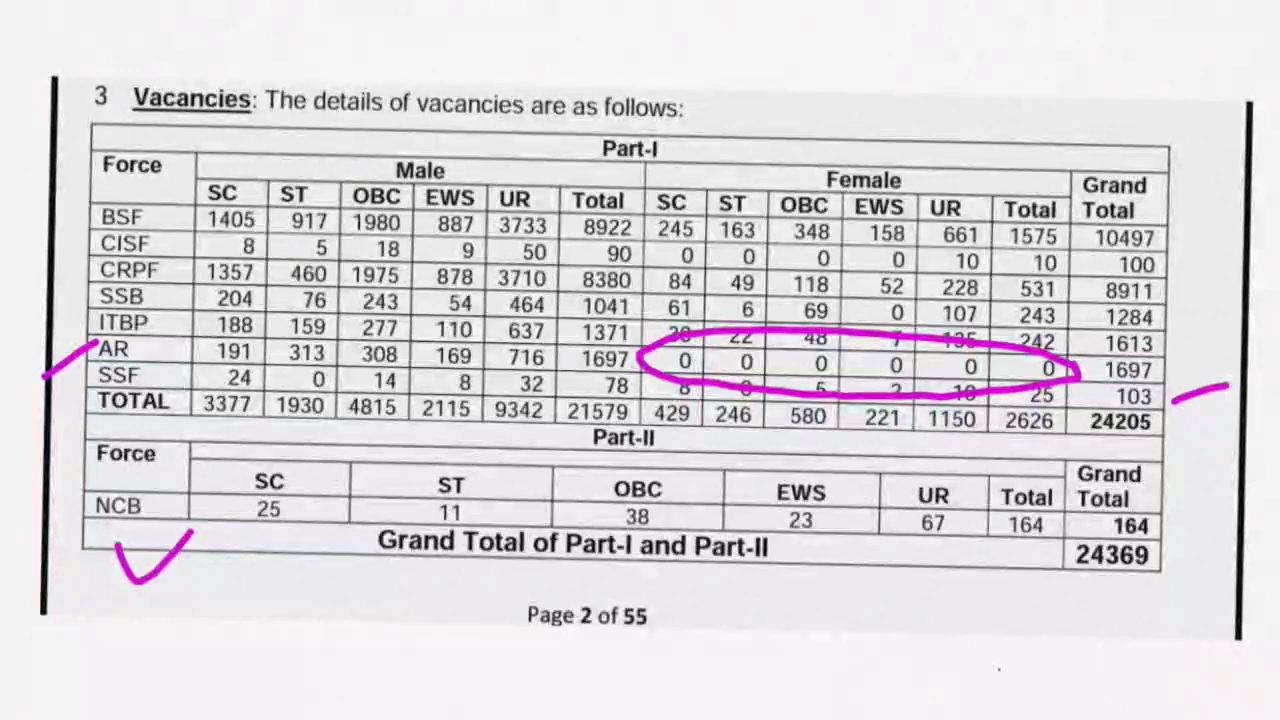 3 Vacancies: The details of vacancies are as follows:
Part-I
Force Male Female Grand Total
SC ST OBC EWS UR Total SC ST OBC EWS UR Total
BSF 1405 917 1980 887 3733 8922 245 163 348 158 661 1575 10497
CISF 8 5 18 9 50 90 0 0 0 0 10 10 100
CRPF 1357 460 1975 878 3710 8380 84 49 118 52 228 531 8911
SSB 204 76 243 54 464 1041 61 6 69 0 107 243 1284
ITBP 188 159 277 110 637 1371 22 48 7 135 242 1613
AR 191 313 308 169 716 1697 0 0 0 0 0 0 1697
SSF 24 0 14 8 32 78 8 5 2 10 25 103
TOTAL 3377 1930 4815 2115 9342 21579 429 246 580 221 1150 2626 24205
Part-II
Force SC ST OBC EWS UR Total Grand Total
NCB 25 11 38 23 67 164 164
Grand Total of Part-I and Part-II 24369
Page 2 of 55